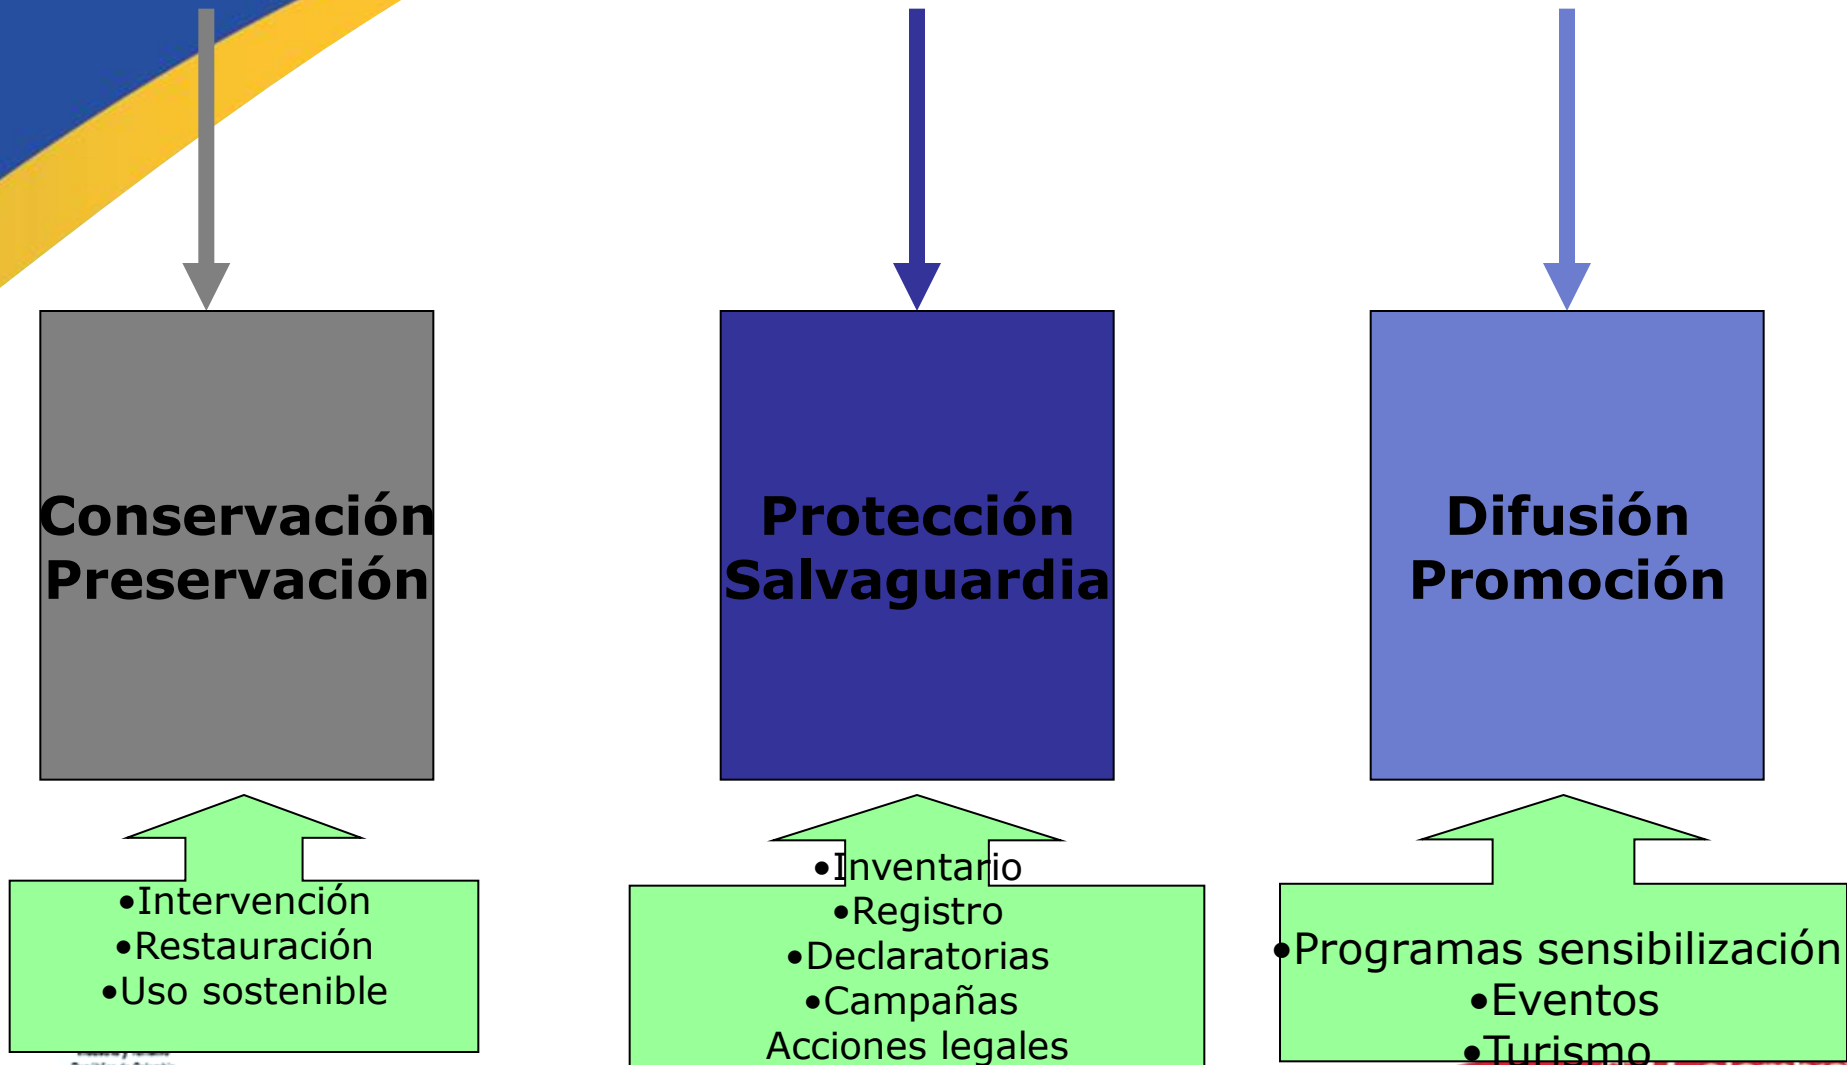 Conservación
Preservación
Protección
Salvaguardia
Difusión
Promoción
•Intervención
•Restauración
•Uso sostenible
•Inventario
•Registro
•Declaratorias
•Campañas
Acciones legales
•Programas sensibilización
•Eventos
•Turismo